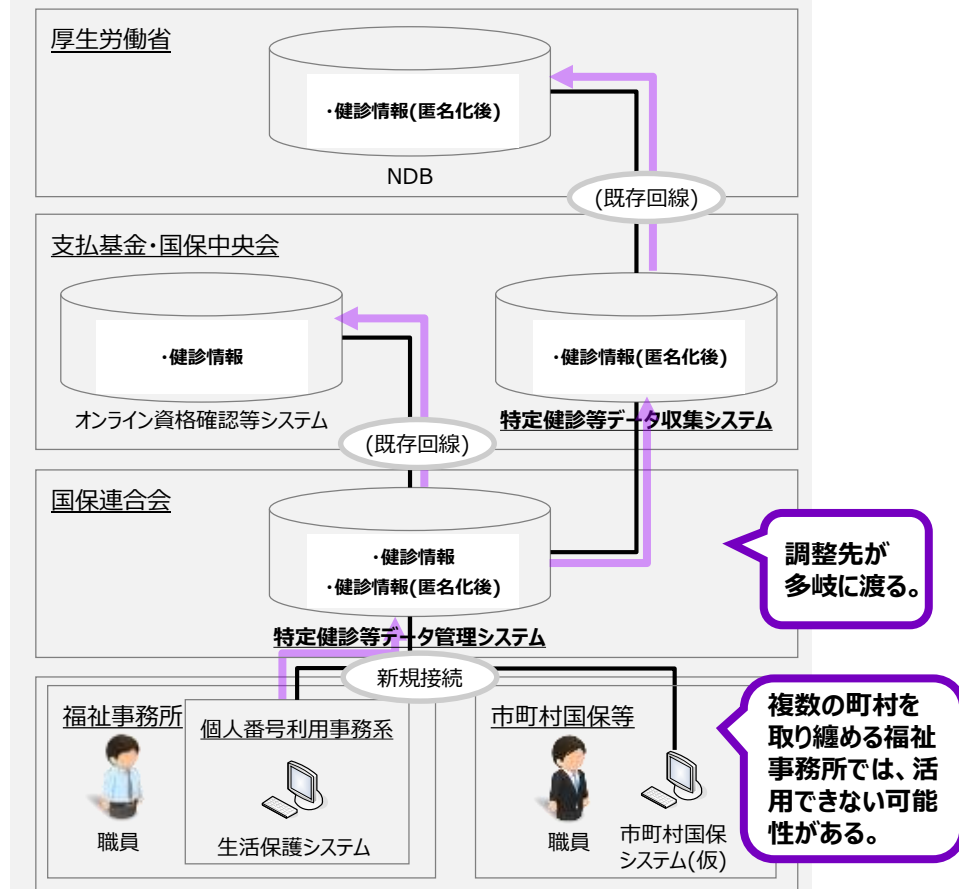 厚生労働省
・健診情報(匿名化後)
NDB
(既存回線)
支払基金・国保中央会
・健診情報
オンライン資格確認等システム
・健診情報(匿名化後)
特定健診等データ収集システム
(既存回線)
国保連合会
・健診情報
・健診情報(匿名化後)
特定健診等データ管理システム
調整先が
多岐に渡る。
新規接続
福祉事務所
職員
個人番号利用事務系
生活保護システム
市町村国保等
職員
市町村国保
システム(仮)
複数の町村を
取り纏める福祉
事務所では、活
用できない可能
性がある。